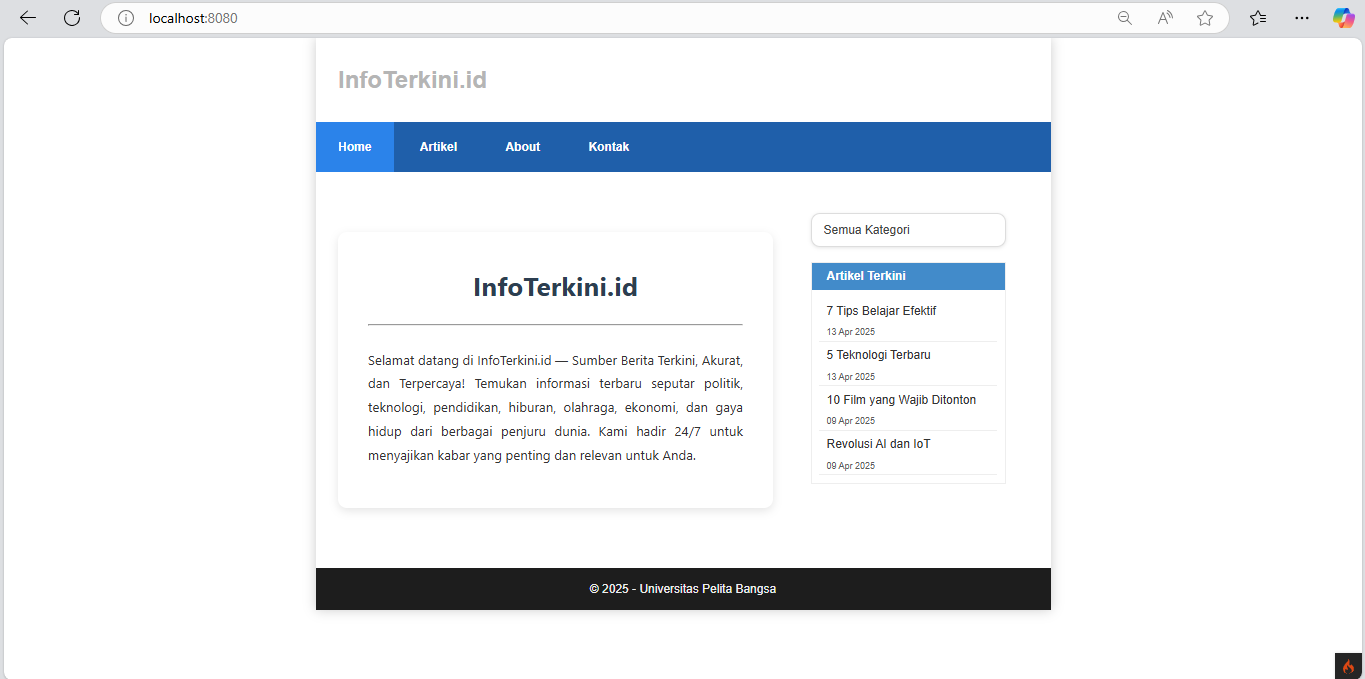 localhost:8080
InfoTerkini.id
Home Artikel About Kontak
InfoTerkini.id
Selamat datang di InfoTerkini.id — Sumber Berita Terkini, Akurat,
dan Terpercaya! Temukan informasi terbaru seputar politik,
teknologi, pendidikan, hiburan, olahraga, ekonomi, dan gaya
hidup dari berbagai penjuru dunia. Kami hadir 24/7 untuk
menyajikan kabar yang penting dan relevan untuk Anda.
Semua Kategori
Artikel Terkini
7 Tips Belajar Efektif
13 Apr 2025
5 Teknologi Terbaru
13 Apr 2025
10 Film yang Wajib Ditonton
09 Apr 2025
Revolusi AI dan IoT
09 Apr 2025
© 2025 - Universitas Pelita Bangsa